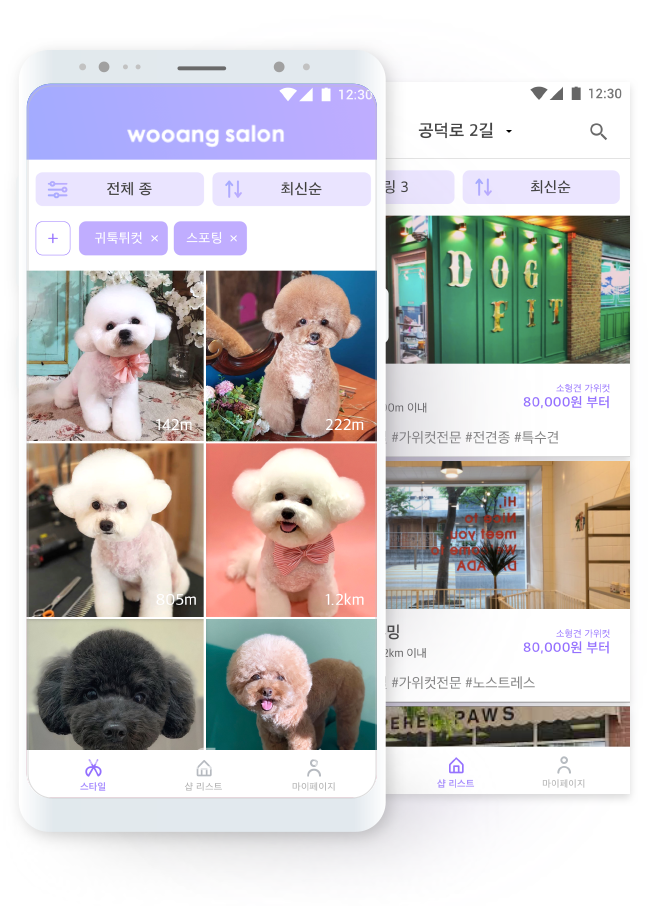 12:30
wooang salon
전체 종
최신순
+
귀툭튀컷 ×
스포팅 ×
142m
222m
805m
1.2km
스타일
샵 리스트
마이페이지
12:30
공덕로 2길
링 3
최신순
DOG
FIT
소형견 가위컷
80,000원 부터
00m 이내
#가위컷전문 #전견종 #특수견
Hi,
Nice to
meet you,
밍
소형견 가위컷
80,000원 부터
2km 이내
#가위컷전문 #노스트레스
PERED PAWS
샵 리스트
마이페이지